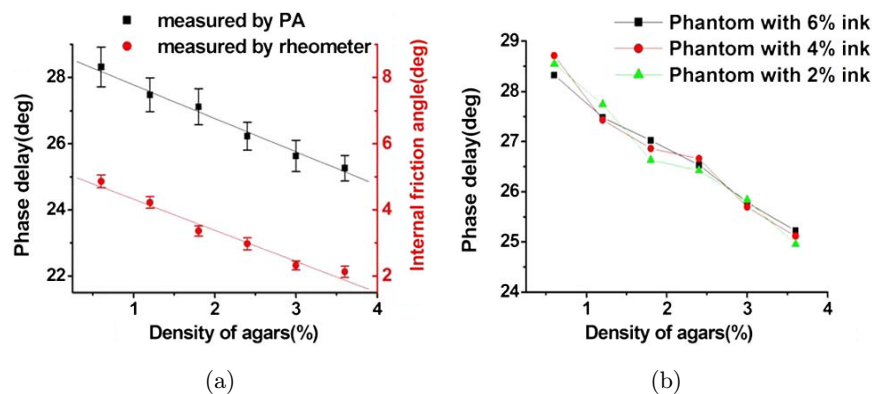 measured by PA
measured by rheometer
Phase delay(deg)
28
26
24
22
8
6
4
2
Internal friction angle(deg)
1
2
3
4
Density of agars(%)
(a)
Phantom with 6% ink
Phantom with 4% ink
Phantom with 2% ink
Phase delay(deg)
29
28
27
26
25
24
1
2
3
4
Density of agars(%)
(b)